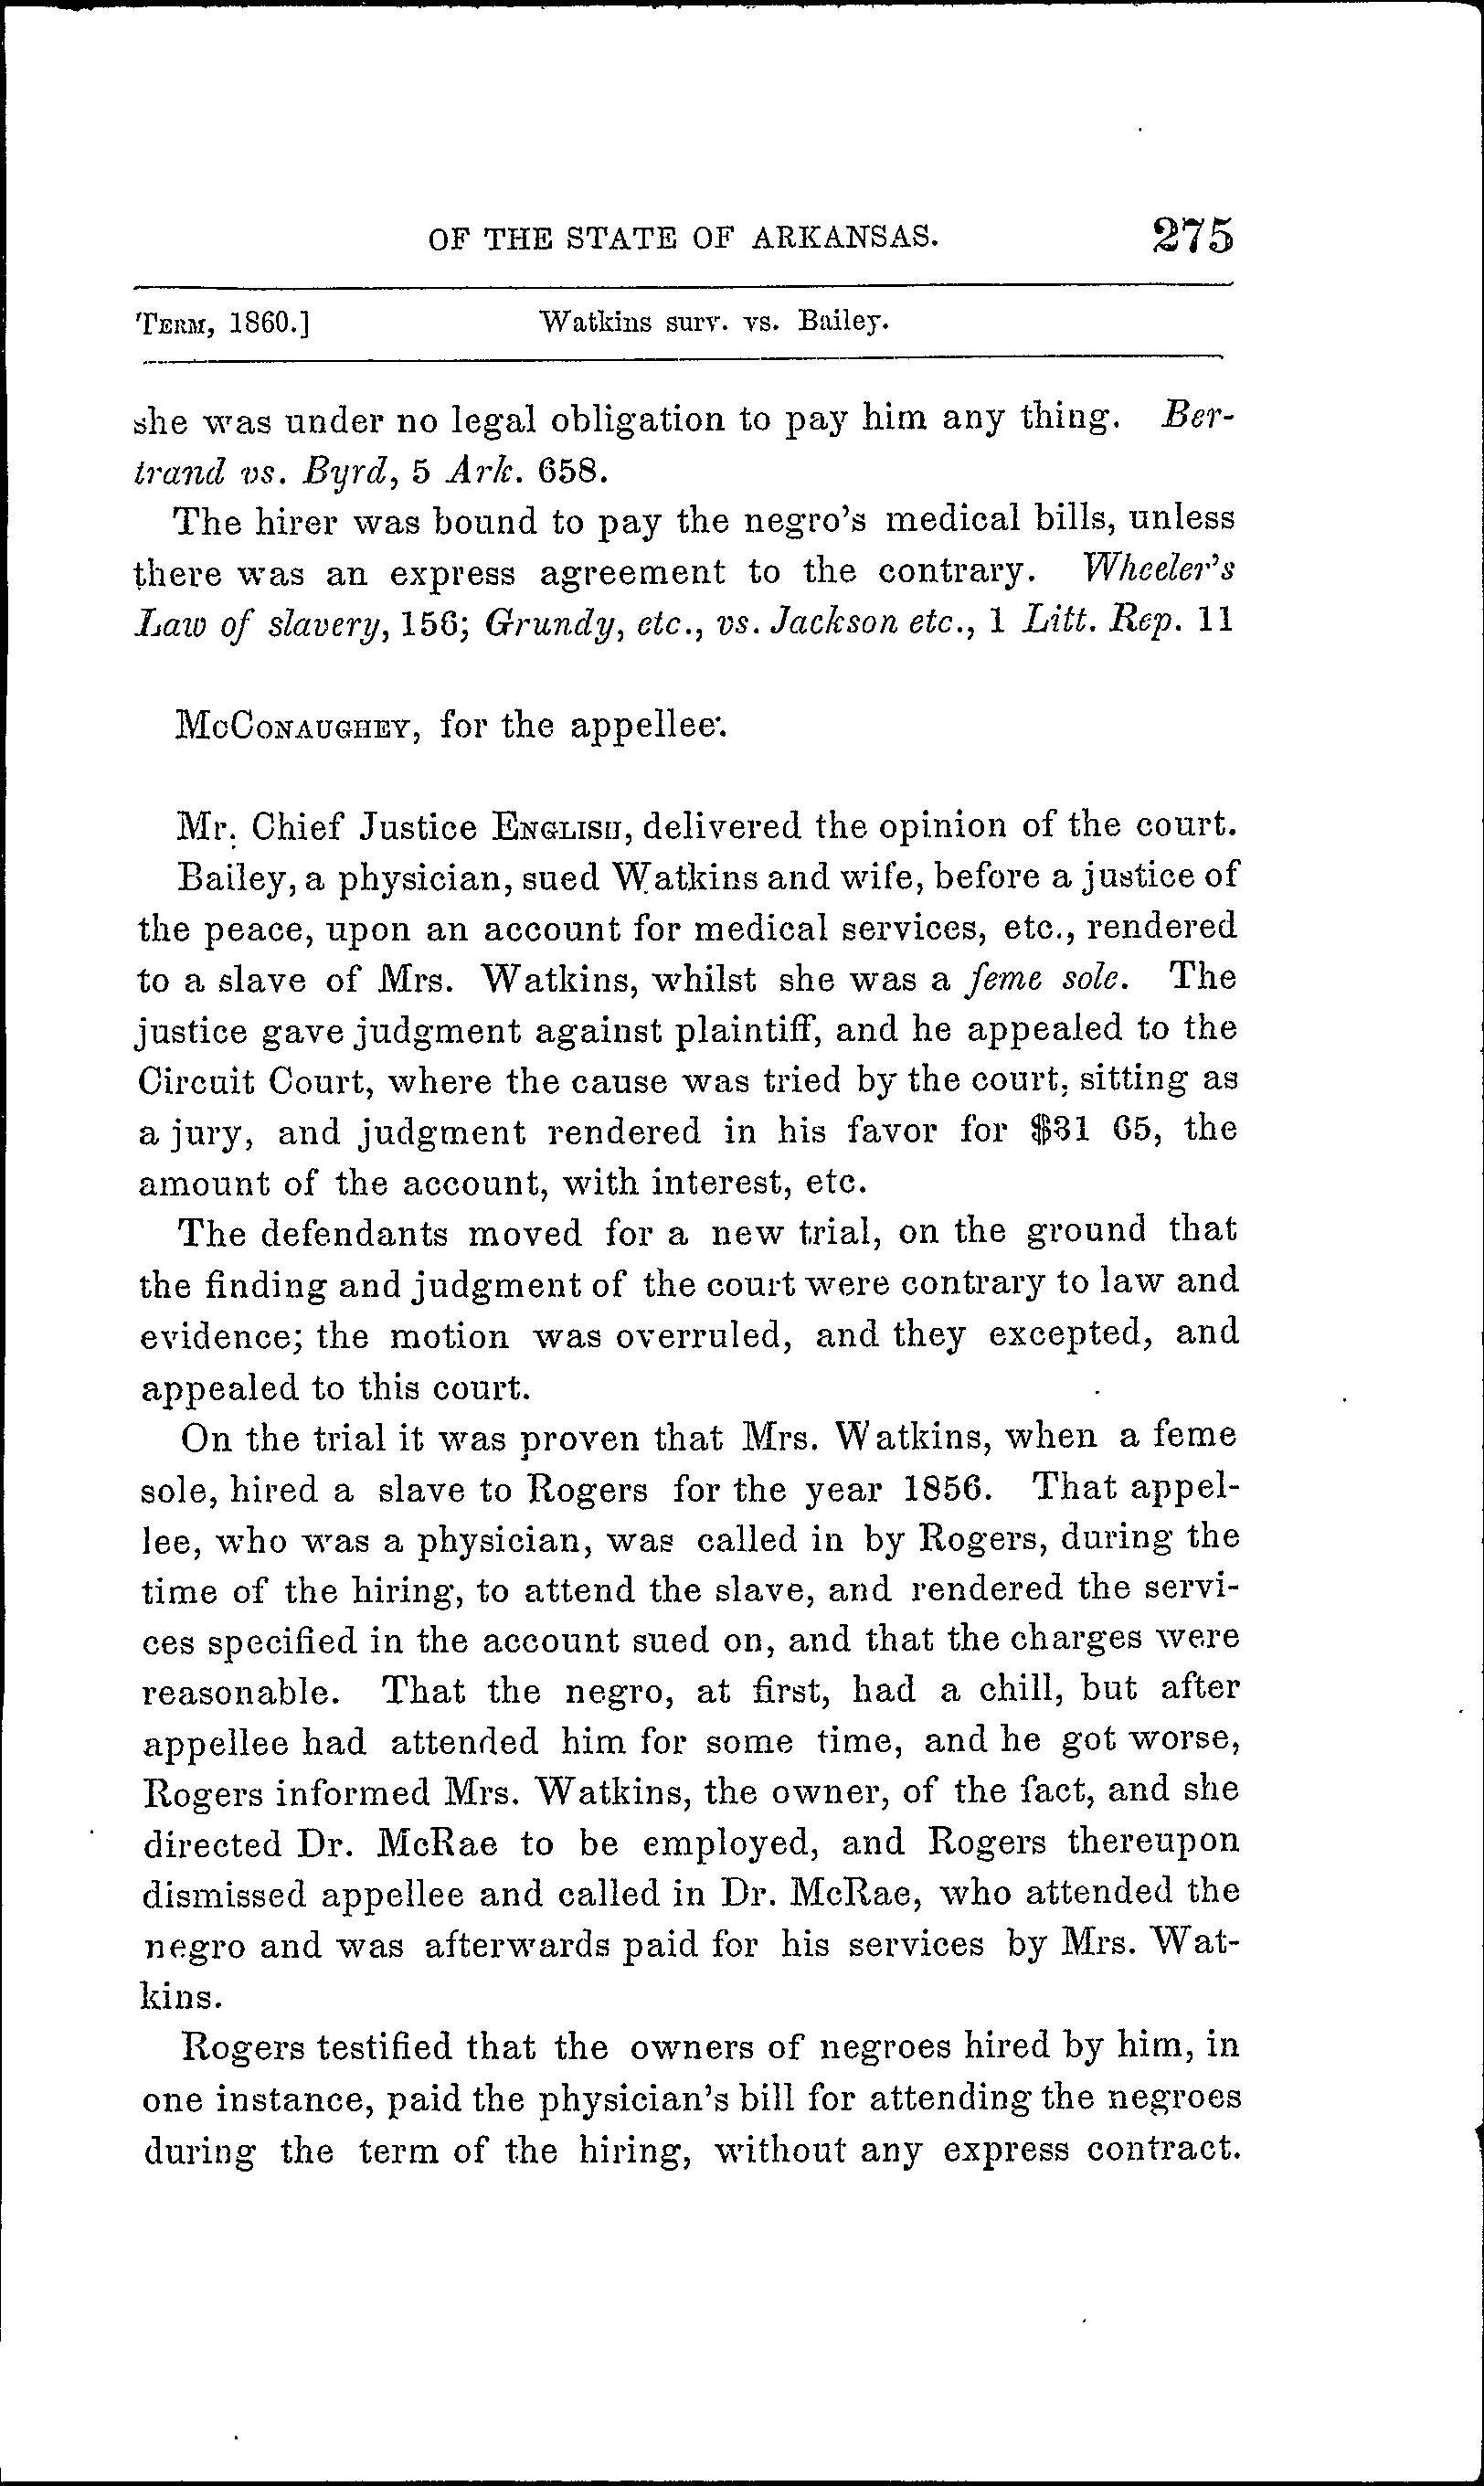 OF THE STATE OF ARKANSAS. 275
TERM, 1860.] Watkins surv. vs. Bailey.
she was under no legal obligation to pay him any thing. Ber-
trand vs. Byrd, 5 Ark. 658.
The hirer was bound to pay the negro's medical bills, unless
there was an express agreement to the contrary. Wheeler's
Law of slavery, 156; Grundy, etc., vs. Jackson etc., 1 Litt. Rep. 11
McCONAUGHEY, for the appellee.
Mr. Chief Justice ENGLISH, delivered the opinion of the court.
Bailey, a physician, sued Watkins and wife, before a justice of
the peace, upon an account for medical services, etc., rendered
to a slave of Mrs. Watkins, whilst she was a feme sole. The
justice gave judgment against plaintiff, and he appealed to the
Circuit Court, where the cause was tried by the court, sitting as
a jury, and judgment rendered in his favor for $31 65, the
amount of the account, with interest, etc.
The defendants moved for a new trial, on the ground that
the finding and judgment of the court were contrary to law and
evidence; the motion was overruled, and they excepted, and
appealed to this court.
On the trial it was proven that Mrs. Watkins, when a feme
sole, hired a slave to Rogers for the year 1856. That appel-
lee, who was a physician, was called in by Rogers, during the
time of the hiring, to attend the slave, and rendered the servi-
ces specified in the account sued on, and that the charges were
reasonable. That the negro, at first, had a chill, but after
appellee had attended him for some time, and he got worse,
Rogers informed Mrs. Watkins, the owner, of the fact, and she
directed Dr. McRae to be employed, and Rogers thereupon
dismissed appellee and called in Dr. McRae, who attended the
negro and was afterwards paid for his services by Mrs. Wat-
kins.
Rogers testified that the owners of negroes hired by him, in
one instance, paid the physician's bill for attending the negroes
during the term of the hiring, without any express contract.